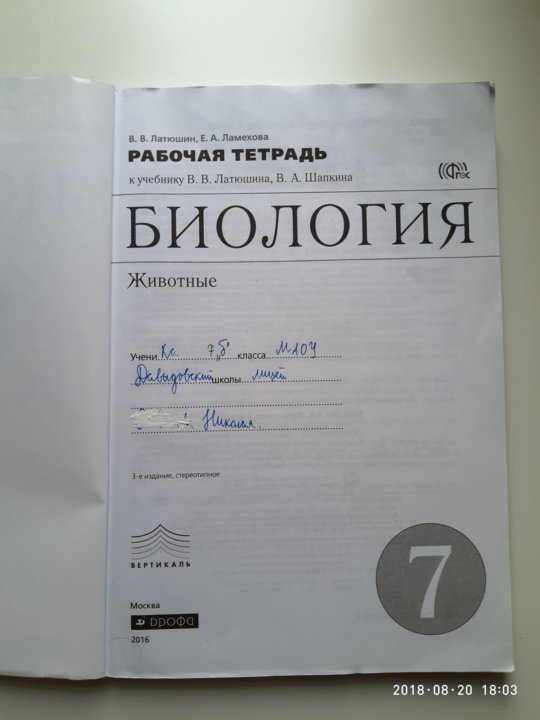 В. В. Латюшин, Е. А. Ламехова
РАБОЧАЯ ТЕТРАДЬ
к учебнику В. В. Латюшина, В. А. Шапкина
ФГОС
БИОЛОГИЯ
Животные
Учени ка 7 „б" класса МЛОУ
Давыдовский школы лицей
Николая.
3-е издание, стереотипное
ВЕРТИКАЛЬ
7
Москва
ДРОФА
2016
2018-08-20 18:03